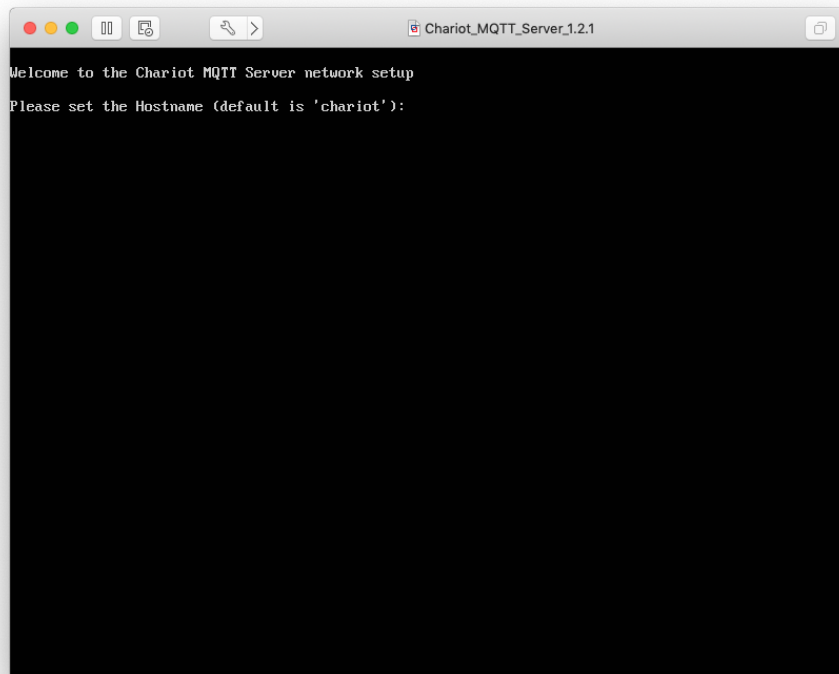 Chariot_MQTT_Server_1.2.1
Welcome to the Chariot MQTT Server network setup
Please set the Hostname (default is 'chariot'):